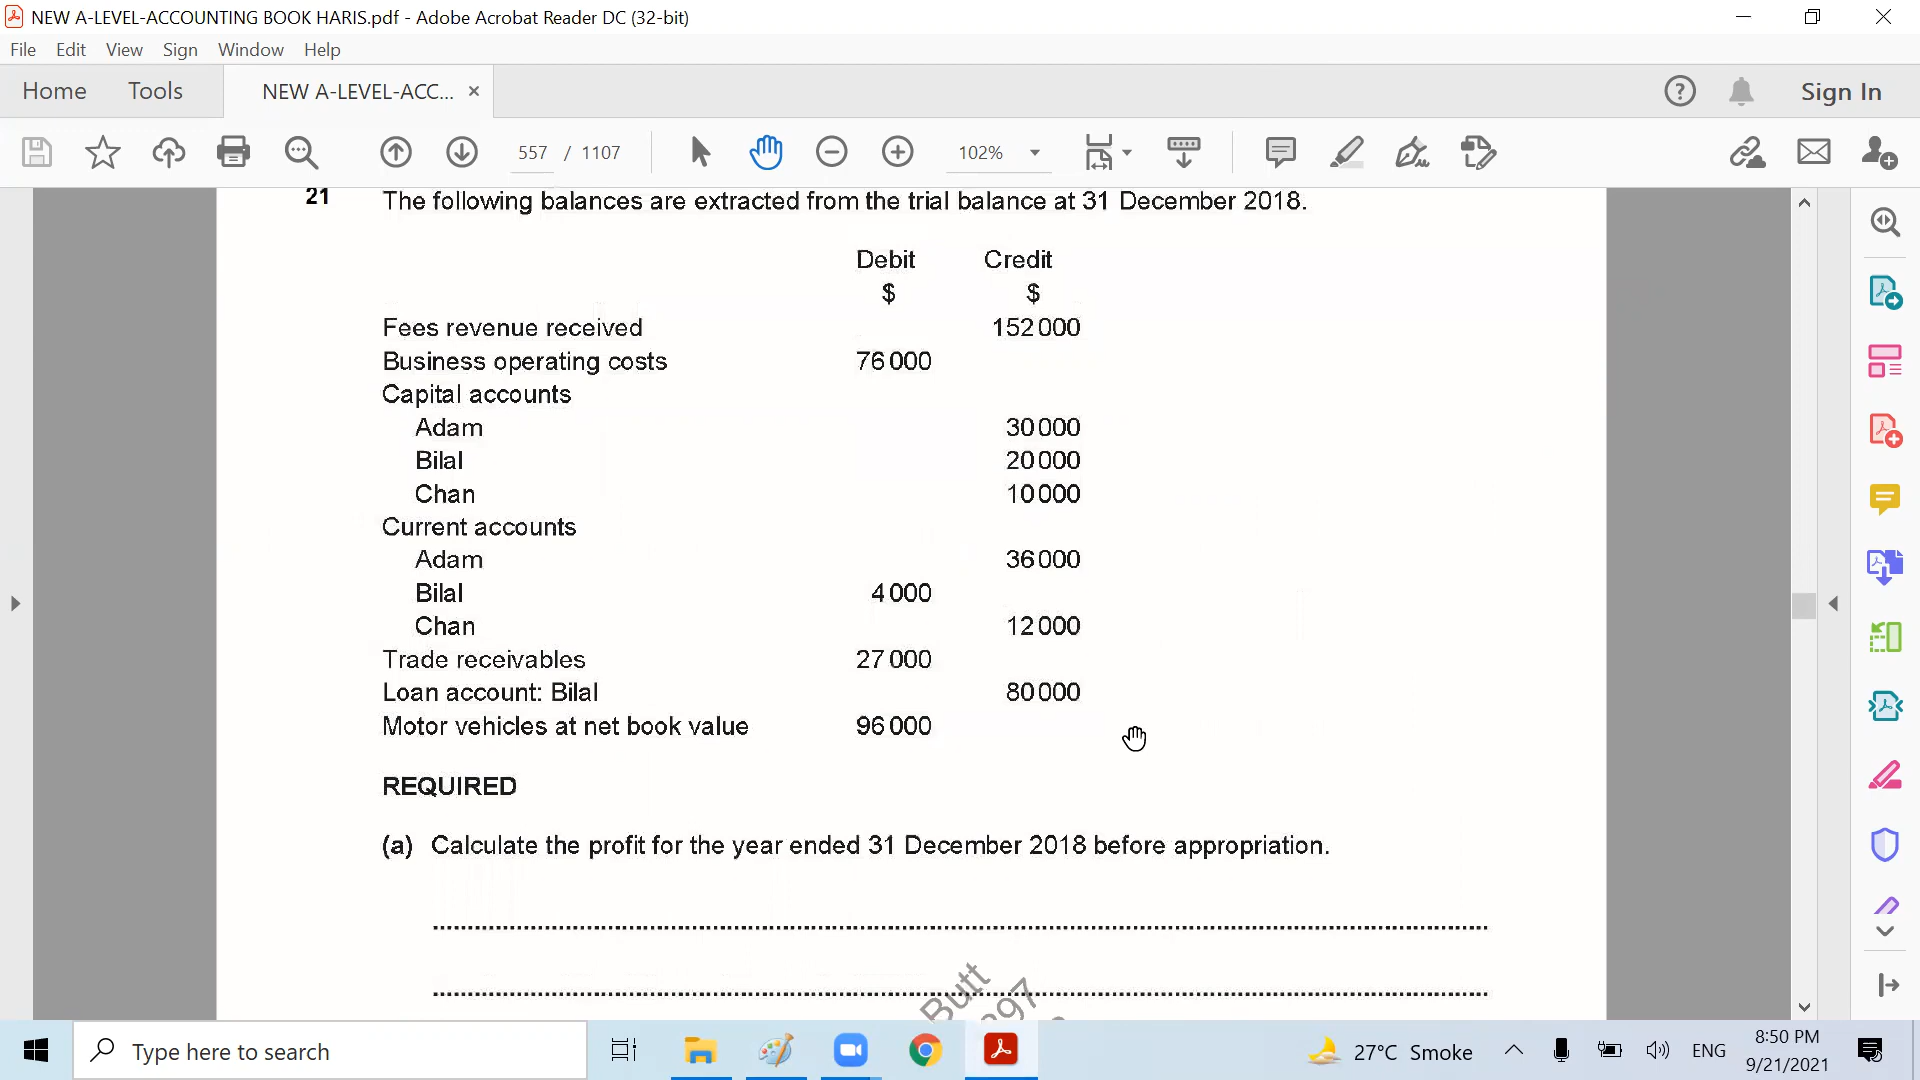 NEW A-LEVEL-ACCOUNTING BOOK HARIS.pdf - Adobe Acrobat Reader DC (32-bit)
File Edit View Sign Window Help
Home Tools NEW A-LEVEL-ACC... × Sign In
557 / 1107 102%
21 The following balances are extracted from the trial balance at 31 December 2018.
Debit Credit
$ $
Fees revenue received 152 000
Business operating costs 76 000
Capital accounts
Adam 30 000
Bilal 20 000
Chan 10 000
Current accounts
Adam 36 000
Bilal 4 000
Chan 12 000
Trade receivables 27 000
Loan account: Bilal 80 000
Motor vehicles at net book value 96 000
REQUIRED
(a) Calculate the profit for the year ended 31 December 2018 before appropriation.
Butt
Type here to search
27°C Smoke
ENG
8:50 PM
9/21/2021